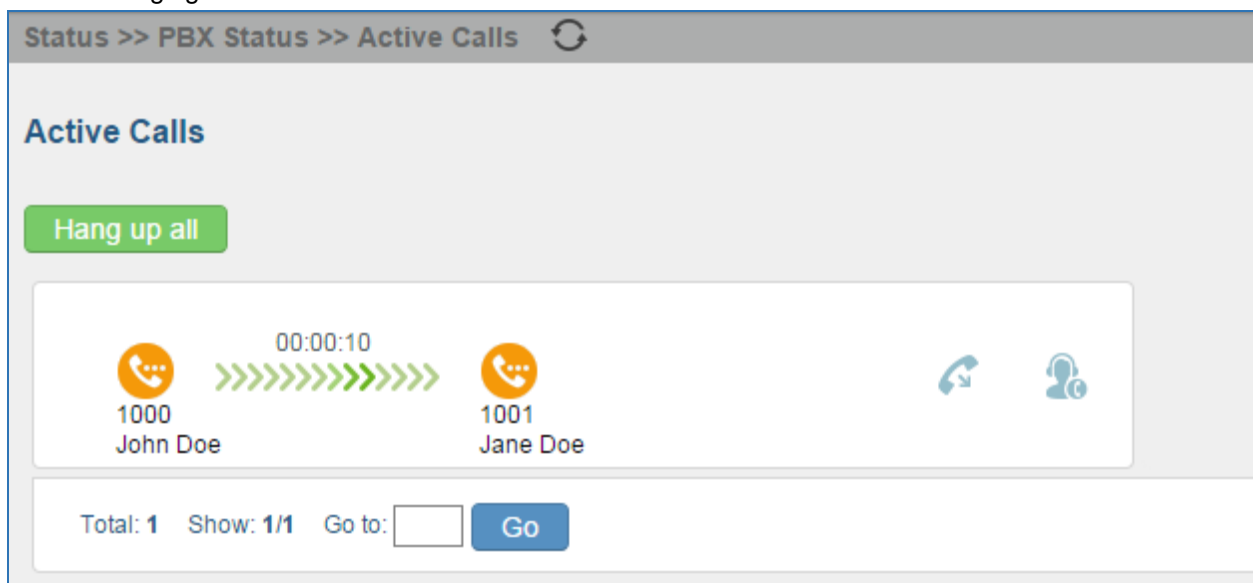 Status >> PBX Status >> Active Calls
Active Calls
Hang up all
00:00:10
1000 1001
John Doe Jane Doe
Total: 1 Show: 1/1 Go to: Go